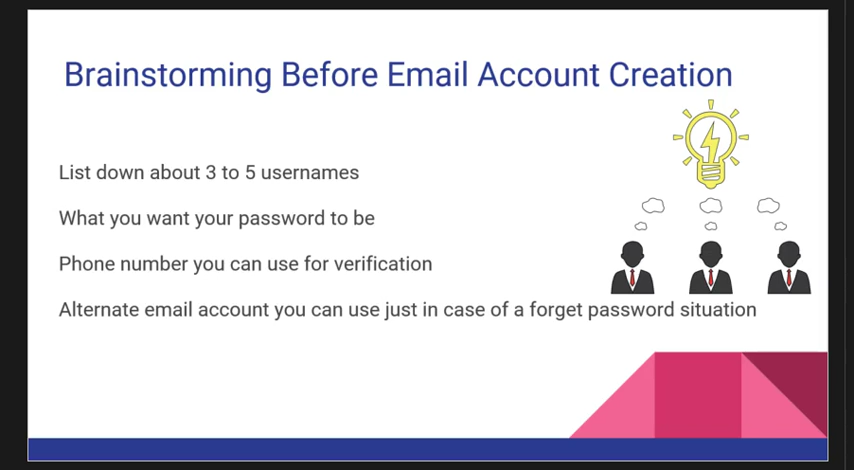 Brainstorming Before Email Account Creation
List down about 3 to 5 usernames
What you want your password to be
Phone number you can use for verification
Alternate email account you can use just in case of a forget password situation